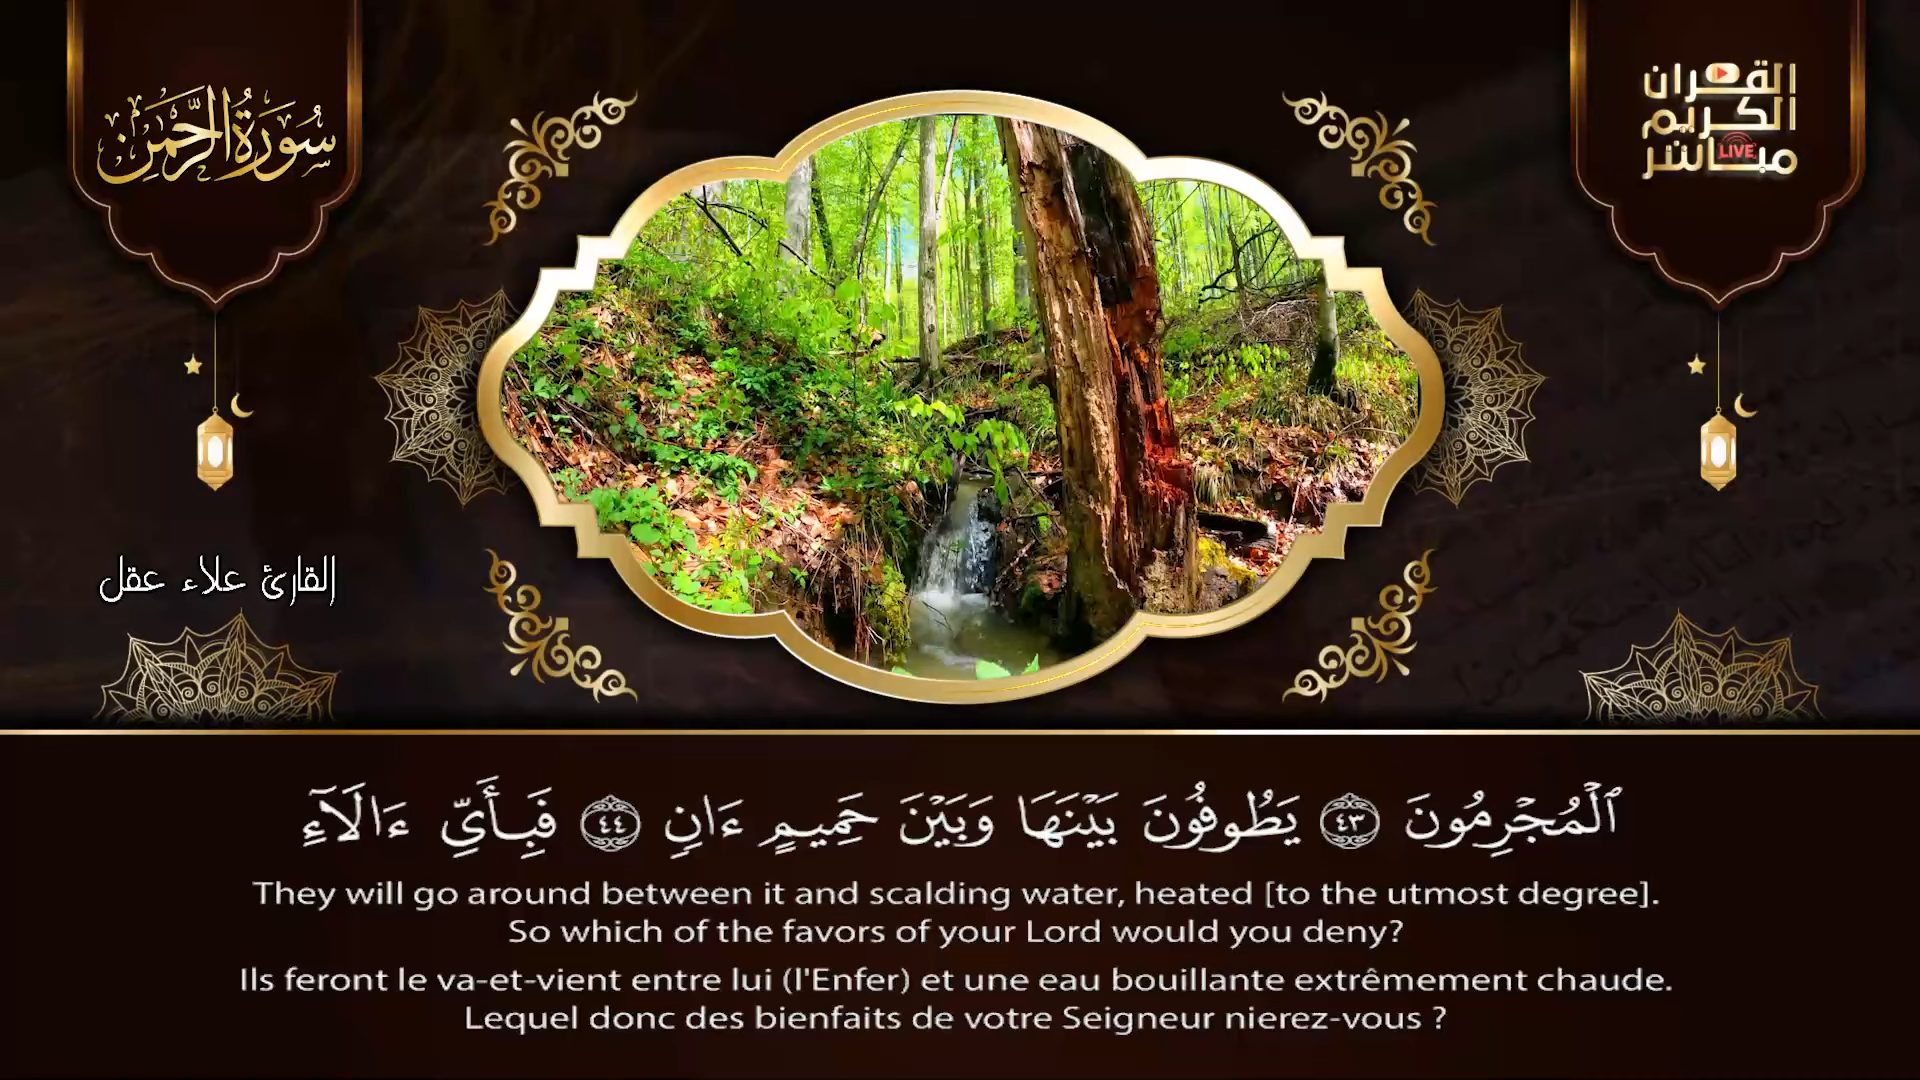 سُورَةُ الرَّحْمَٰن
القرآن
الكريم
مباشر
LIVE
القارئ علاء عقل
ٱلْمُجْرِمُونَ ٤٣ يَطُوفُونَ بَيْنَهَا وَبَيْنَ حَمِيمٍ ءَانٍ ٤٤ فَبِأَيِّ ءَالَآءِ
They will go around between it and scalding water, heated [to the utmost degree].
So which of the favors of your Lord would you deny?
Ils feront le va-et-vient entre lui (l'Enfer) et une eau bouillante extrêmement chaude.
Lequel donc des bienfaits de votre Seigneur nierez-vous ?